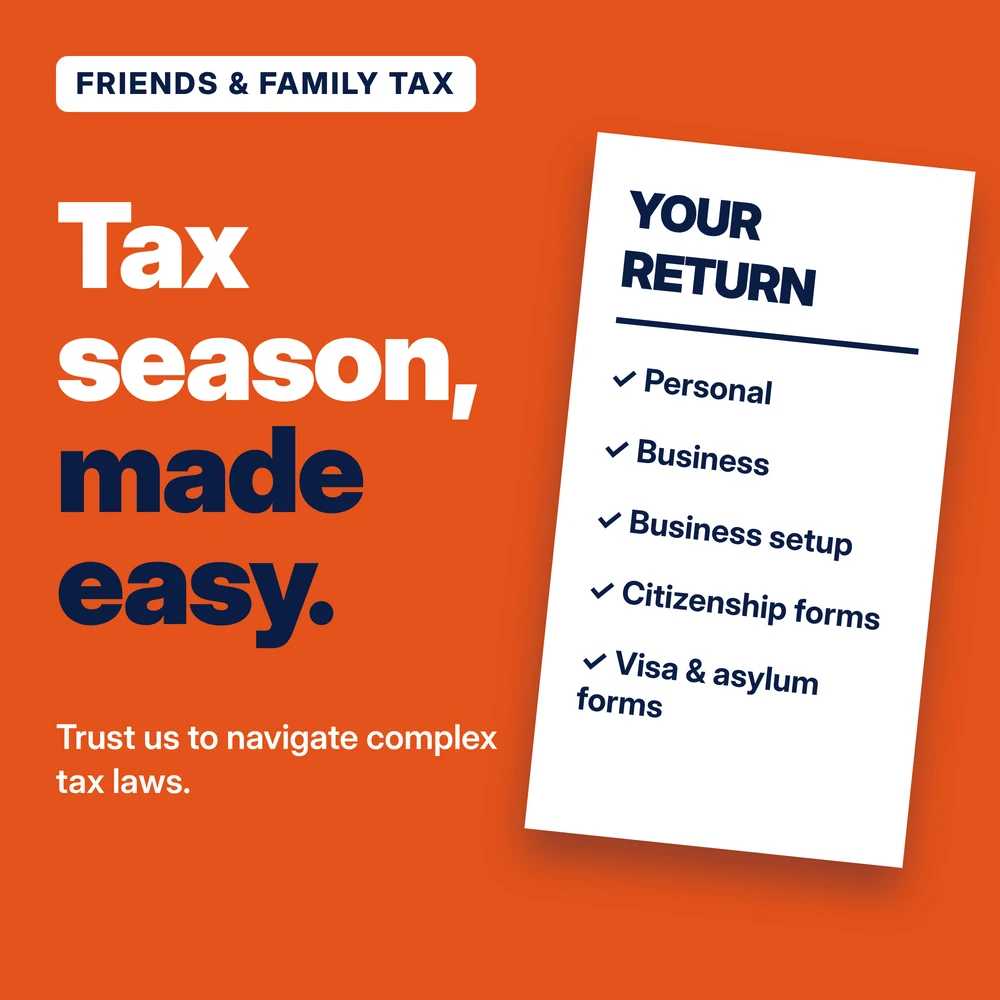 FRIENDS & FAMILY TAX
Tax
season,
made
easy.
Trust us to navigate complex
tax laws.
YOUR
RETURN
✓ Personal
✓ Business
✓ Business setup
✓ Citizenship forms
✓ Visa & asylum
forms